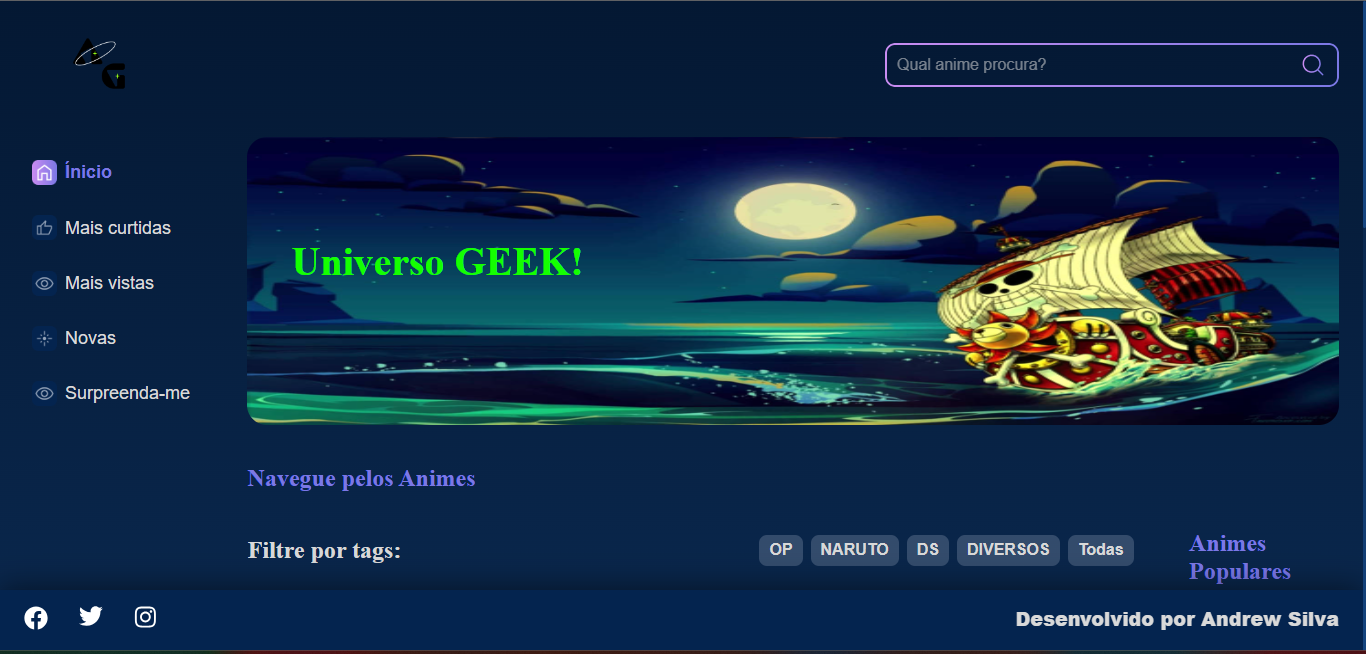 AG
Qual anime procura?
Ínicio
Mais curtidas
Mais vistas
Novas
Surpreenda-me
Universo GEEK!
Navegue pelos Animes
Filtre por tags:
OP NARUTO DS DIVERSOS Todas
Animes
Populares
Desenvolvido por Andrew Silva